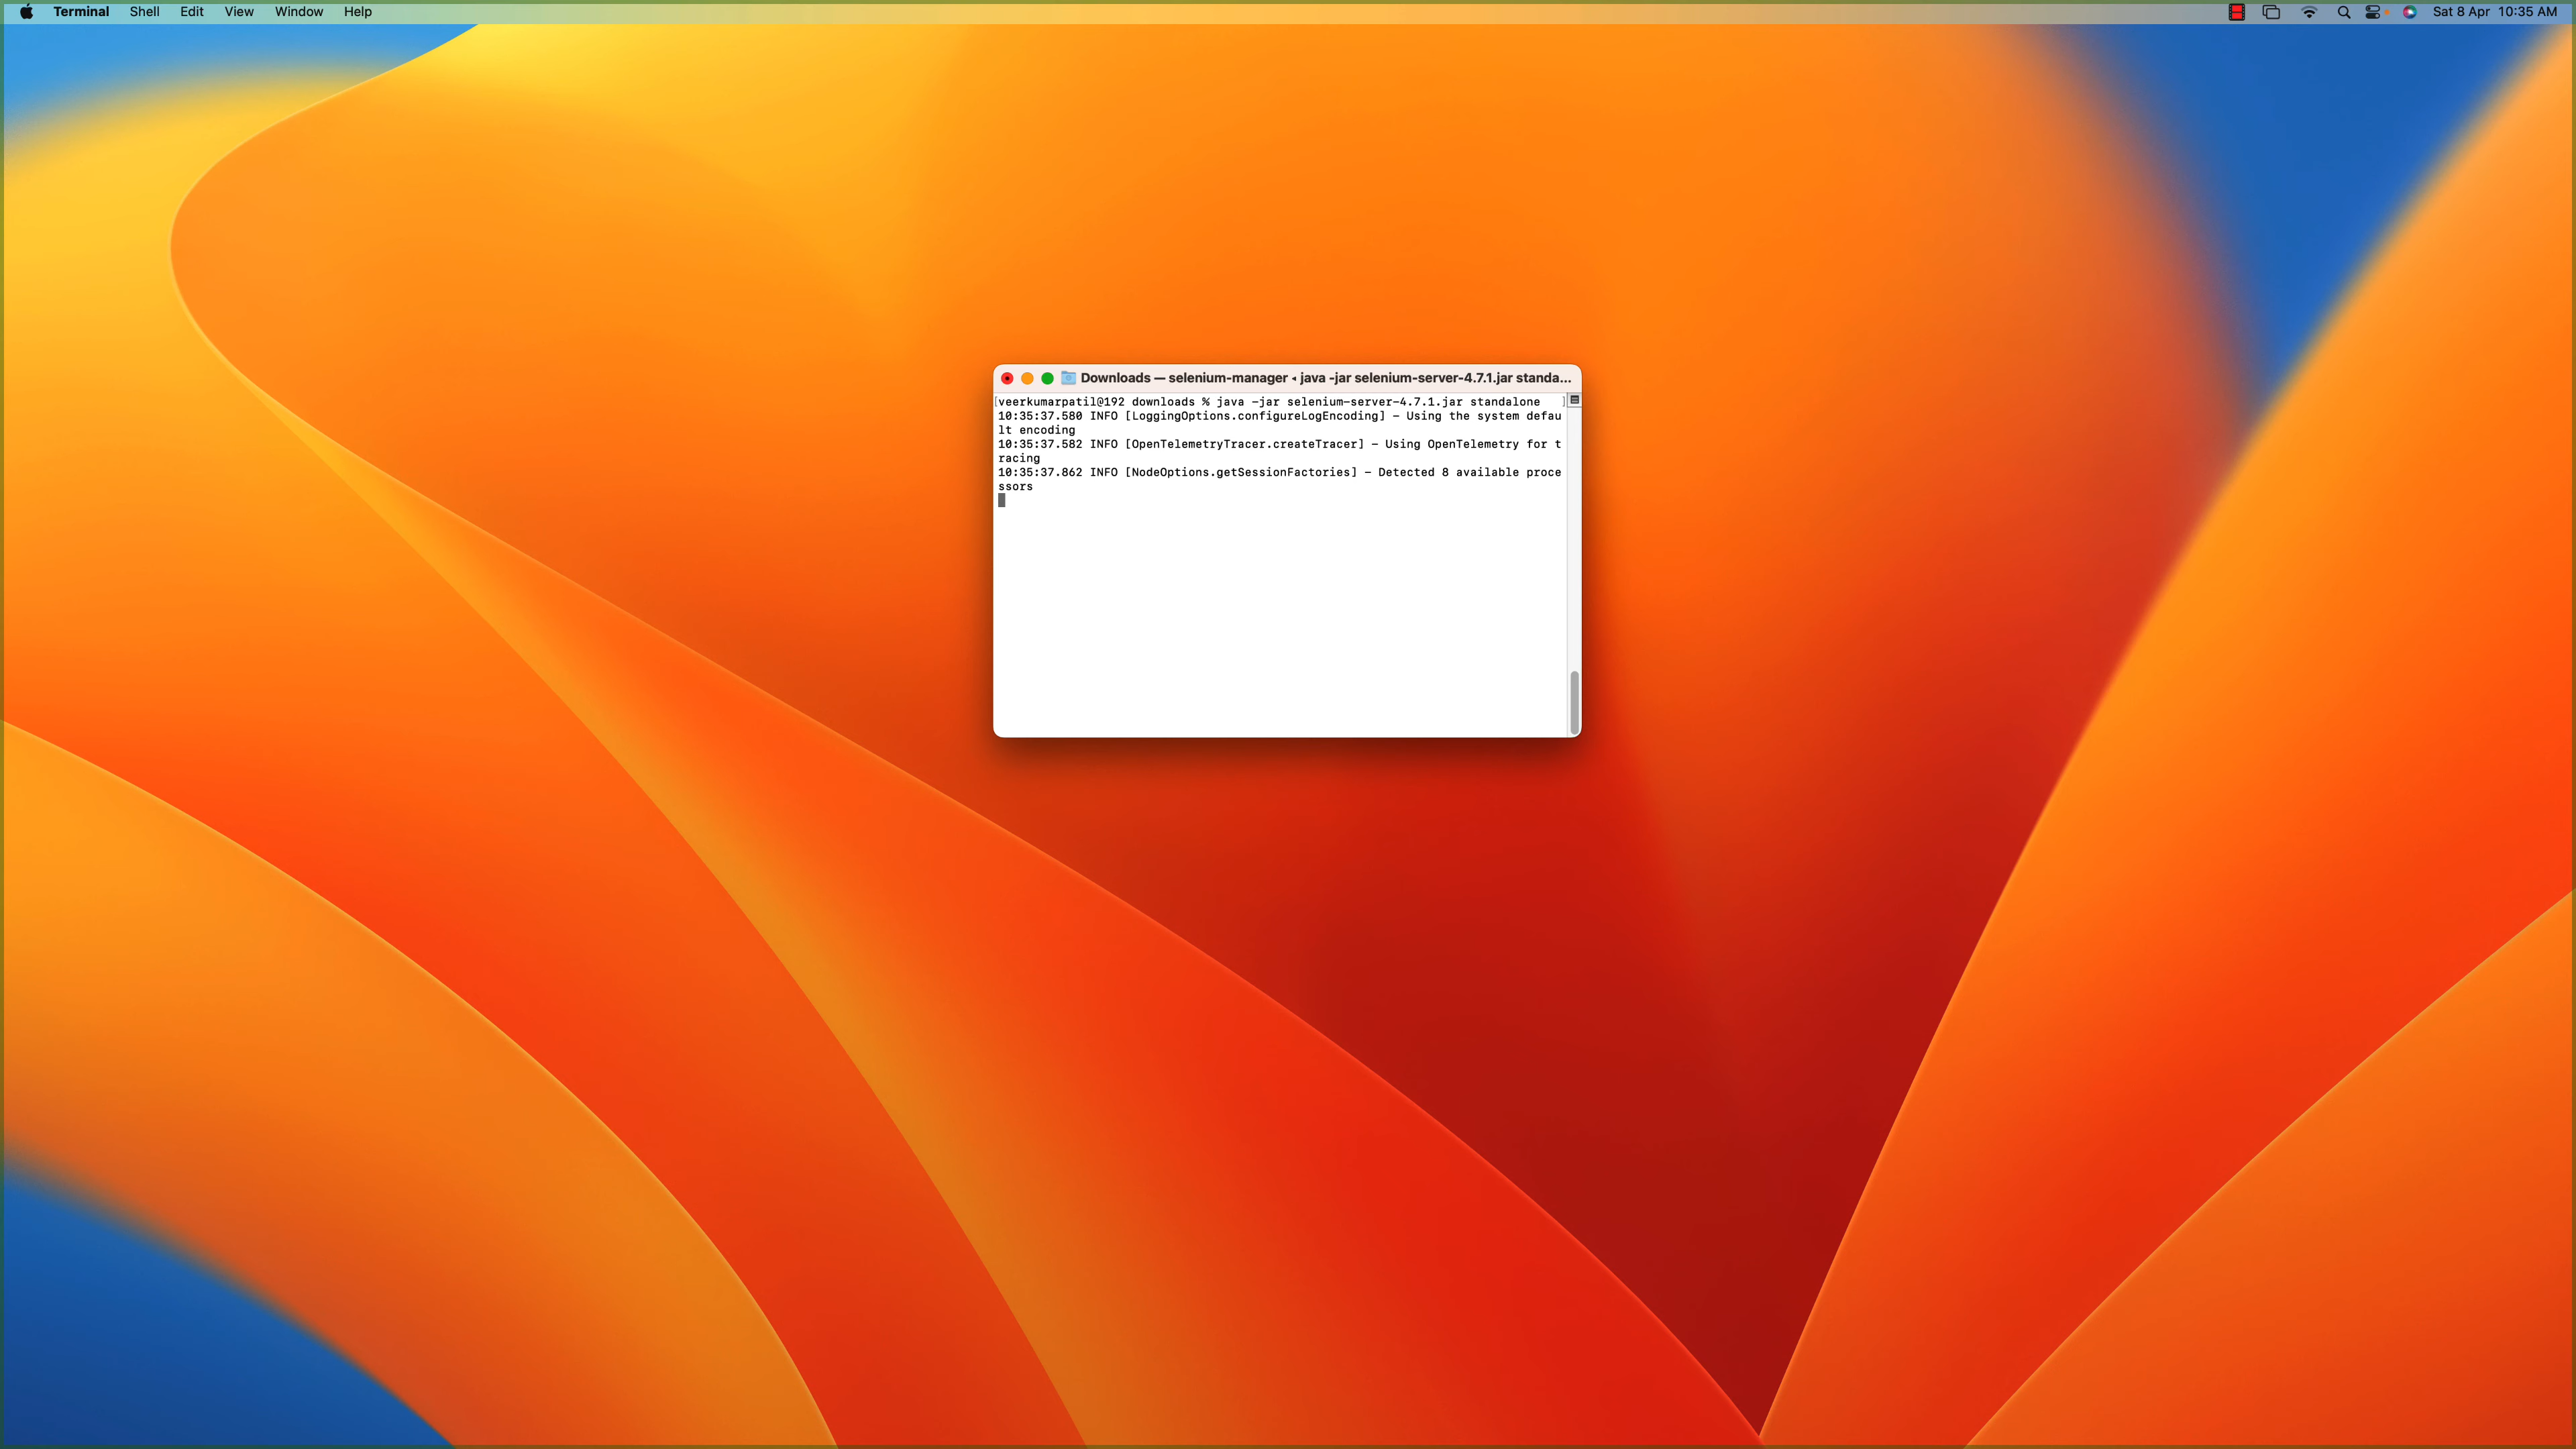 Terminal Shell Edit View Window Help Sat 8 Apr 10:35 AM
Downloads — selenium-manager ◂ java -jar selenium-server-4.7.1.jar standa...
[veerkumarpatil@192 downloads % java -jar selenium-server-4.7.1.jar standalone ]
10:35:37.580 INFO [LoggingOptions.configureLogEncoding] - Using the system defau
lt encoding
10:35:37.582 INFO [OpenTelemetryTracer.createTracer] - Using OpenTelemetry for t
racing
10:35:37.862 INFO [NodeOptions.getSessionFactories] - Detected 8 available proce
ssors